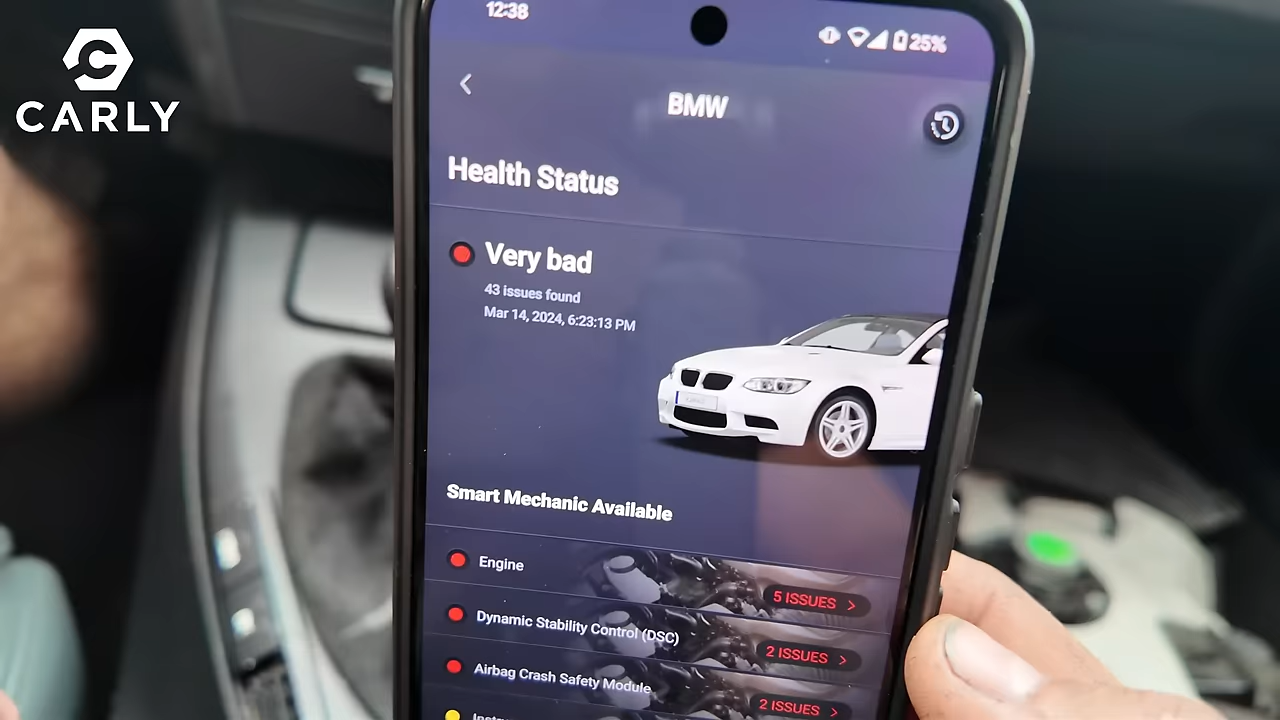 CARLY
12:38
25%
BMW
Health Status
Very bad
43 issues found
Mar 14, 2024, 6:23:13 PM
Smart Mechanic Available
Engine
5 ISSUES >
Dynamic Stability Control (DSC)
2 ISSUES >
Airbag Crash Safety Module
2 ISSUES >